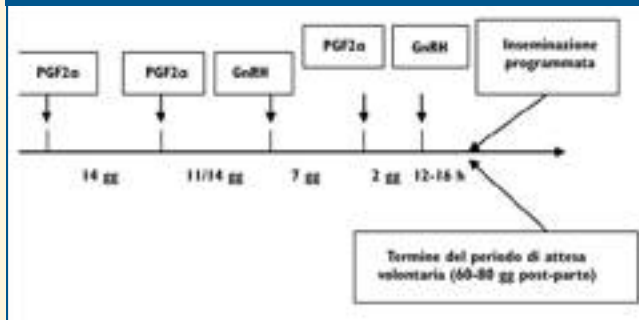 PGF2α
GnRH
Inseminazione
programmata
PGF2α
PGF2α
GnRH
14 gg
11/14 gg
7 gg
2 gg
12-16 h
Termine del periodo di attesa
volontaria (60-80 gg post-parto)